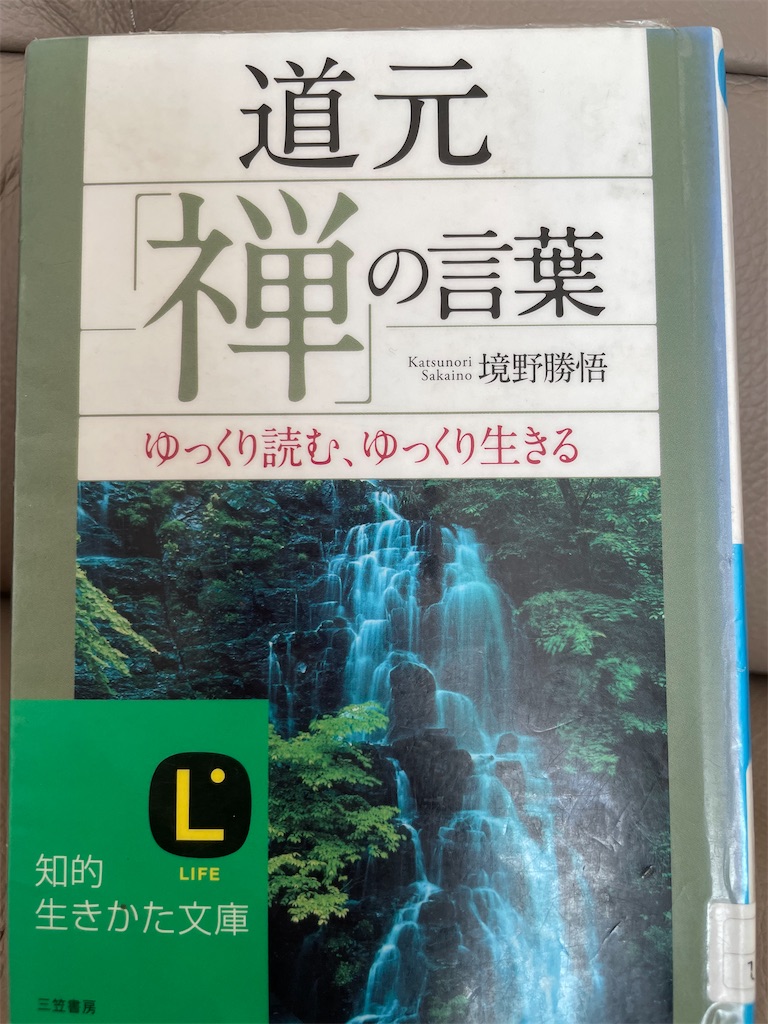 道元
「禅」の言葉
Katsunori
Sakaino
境野勝悟
ゆっくり読む、ゆっくり生きる
L
LIFE
知的
生きかた文庫
三笠書房